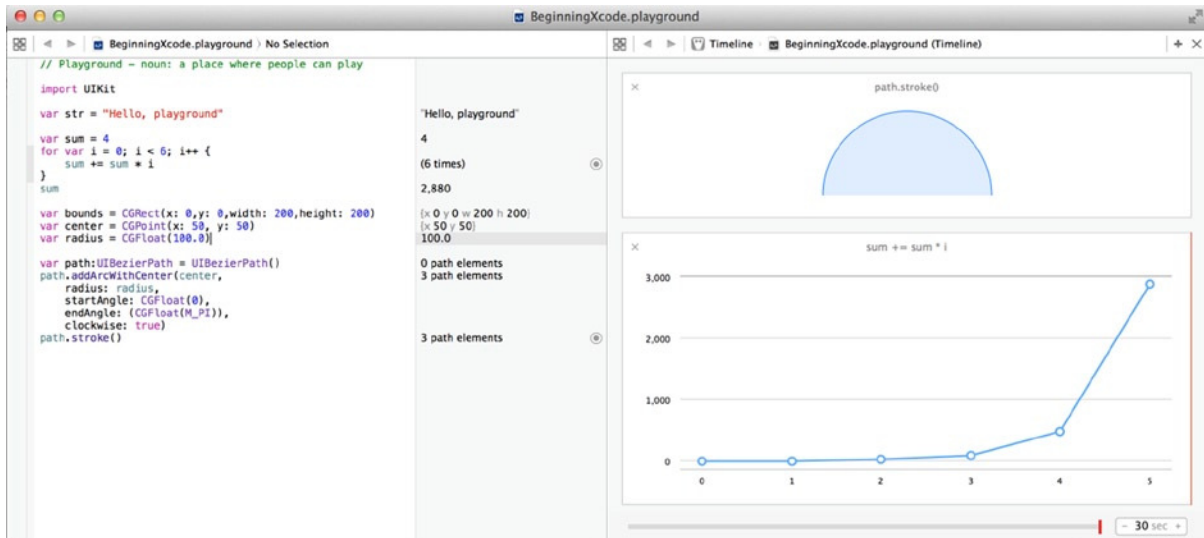 BeginningXcode.playground
BeginningXcode.playground › No Selection
// Playground – noun: a place where people can play
import UIKit
var str = "Hello, playground"
var sum = 4
for var i = 0; i < 6; i++ {
sum += sum * i
}
sum
var bounds = CGRect(x: 0,y: 0,width: 200,height: 200)
var center = CGPoint(x: 50, y: 50)
var radius = CGFloat(100.0)
var path:UIBezierPath = UIBezierPath()
path.addArcWithCenter(center,
radius: radius,
startAngle: CGFloat(0),
endAngle: (CGFloat(M_PI)),
clockwise: true)
path.stroke()
"Hello, playground"
4
(6 times)
2,880
{x 0 y 0 w 200 h 200}
{x 50 y 50}
100.0
0 path elements
3 path elements
3 path elements
Timeline › BeginningXcode.playground (Timeline)
path.stroke()
sum += sum * i
3,000
2,000
1,000
0
0 1 2 3 4 5
- 30 sec +